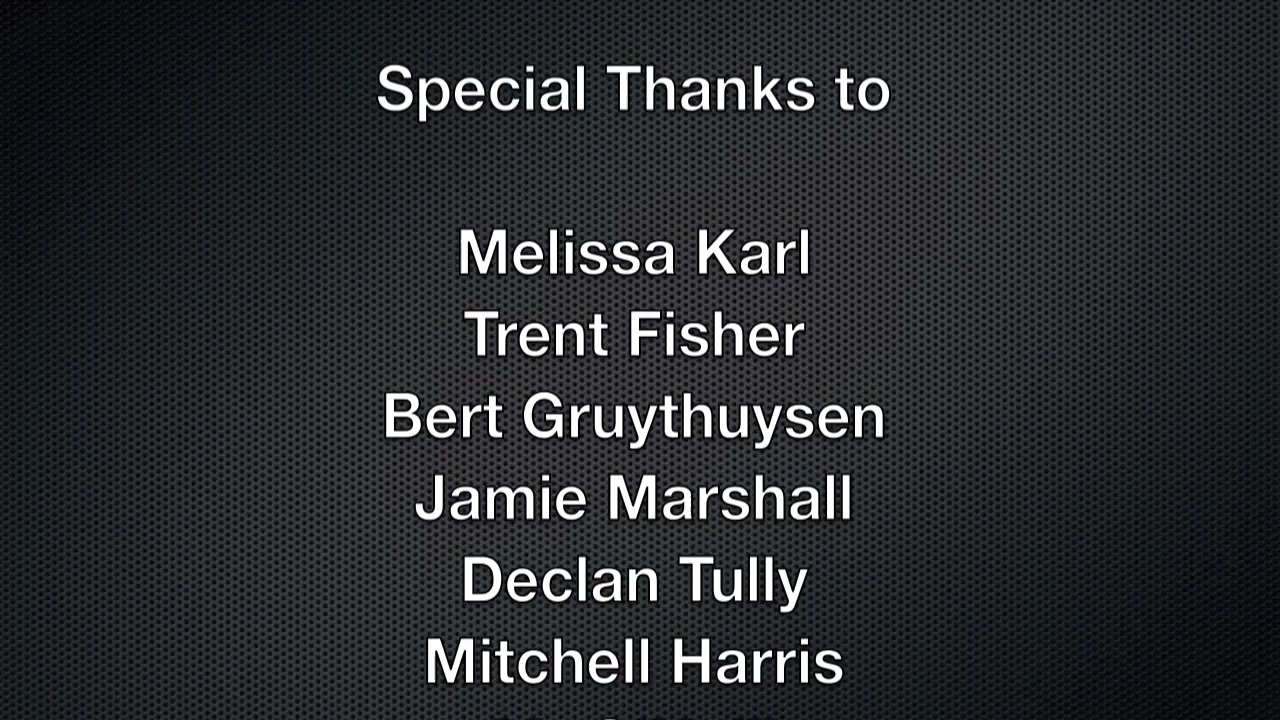 Special Thanks to
Melissa Karl
Trent Fisher
Bert Gruythuysen
Jamie Marshall
Declan Tully
Mitchell Harris